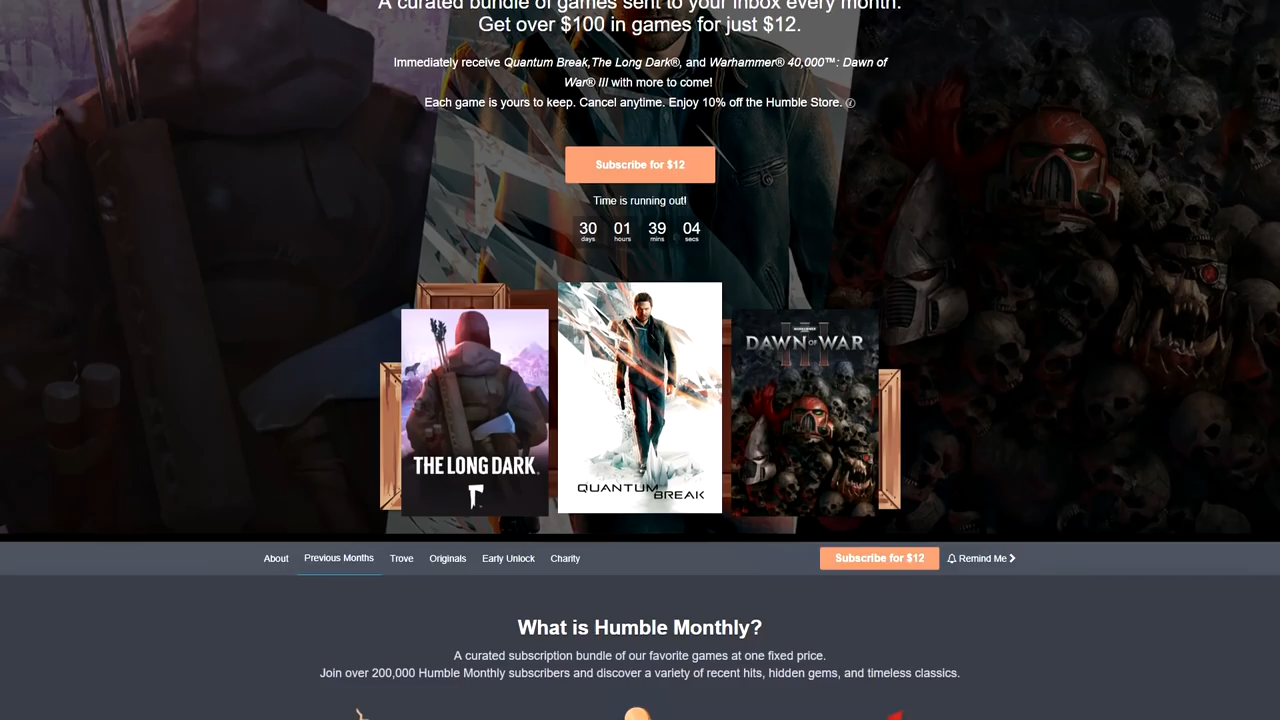 A curated bundle of games sent to your inbox every month.
Get over $100 in games for just $12.
Immediately receive Quantum Break,The Long Dark®, and Warhammer® 40,000™: Dawn of
War® III with more to come!
Each game is yours to keep. Cancel anytime. Enjoy 10% off the Humble Store.
Subscribe for $12
Time is running out!
30 01 39 04
days hours mins secs
WARHAMMER
DAWN OF WAR
III
THE LONG DARK
QUANTUM BREAK
About Previous Months Trove Originals Early Unlock Charity Subscribe for $12 Remind Me
What is Humble Monthly?
A curated subscription bundle of our favorite games at one fixed price.
Join over 200,000 Humble Monthly subscribers and discover a variety of recent hits, hidden gems, and timeless classics.